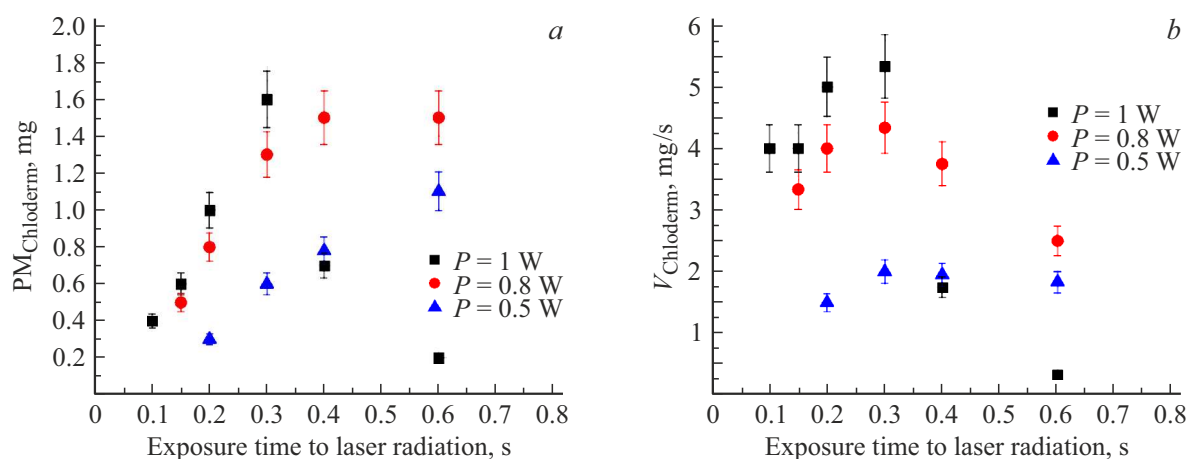 a
2.0
1.8
1.6
1.4
1.2
1.0
0.8
0.6
0.4
0.2
PM_Chloderm, mg
P = 1 W
P = 0.8 W
P = 0.5 W
0 0.1 0.2 0.3 0.4 0.5 0.6 0.7 0.8
Exposure time to laser radiation, s
b
5
4
3
2
1
V_Chloderm, mg/s
P = 1 W
P = 0.8 W
P = 0.5 W
0 0.1 0.2 0.3 0.4 0.5 0.6 0.7 0.8
Exposure time to laser radiation, s